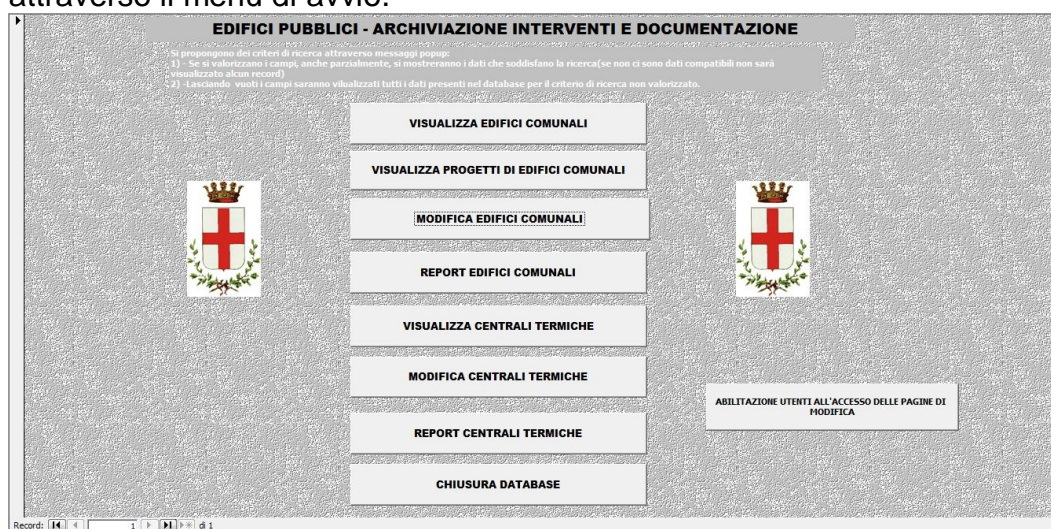 attraverso il menù di avvio.
EDIFICI PUBBLICI - ARCHIVIAZIONE INTERVENTI E DOCUMENTAZIONE
Si propongono dei criteri di ricerca attraverso messaggi popup:
1) - Se si valorizzano i campi, anche parzialmente, si mostreranno i dati che soddisfano la ricerca(se non ci sono dati compatibili non sarà
visualizzato alcun record)
2) -Lasciando vuoti i campi saranno vilualizzati tutti i dati presenti nel database per il criterio di ricerca non valorizzato.
VISUALIZZA EDIFICI COMUNALI
VISUALIZZA PROGETTI DI EDIFICI COMUNALI
MODIFICA EDIFICI COMUNALI
REPORT EDIFICI COMUNALI
VISUALIZZA CENTRALI TERMICHE
MODIFICA CENTRALI TERMICHE
ABILITAZIONE UTENTI ALL'ACCESSO DELLE PAGINE DI
MODIFICA
REPORT CENTRALI TERMICHE
CHIUSURA DATABASE
Record: 1 di 1